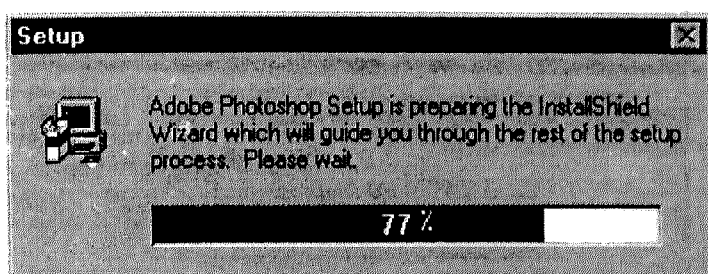 Setup
Adobe Photoshop Setup is preparing the InstallShield
Wizard which will guide you through the rest of the setup
process. Please wait.
77 %